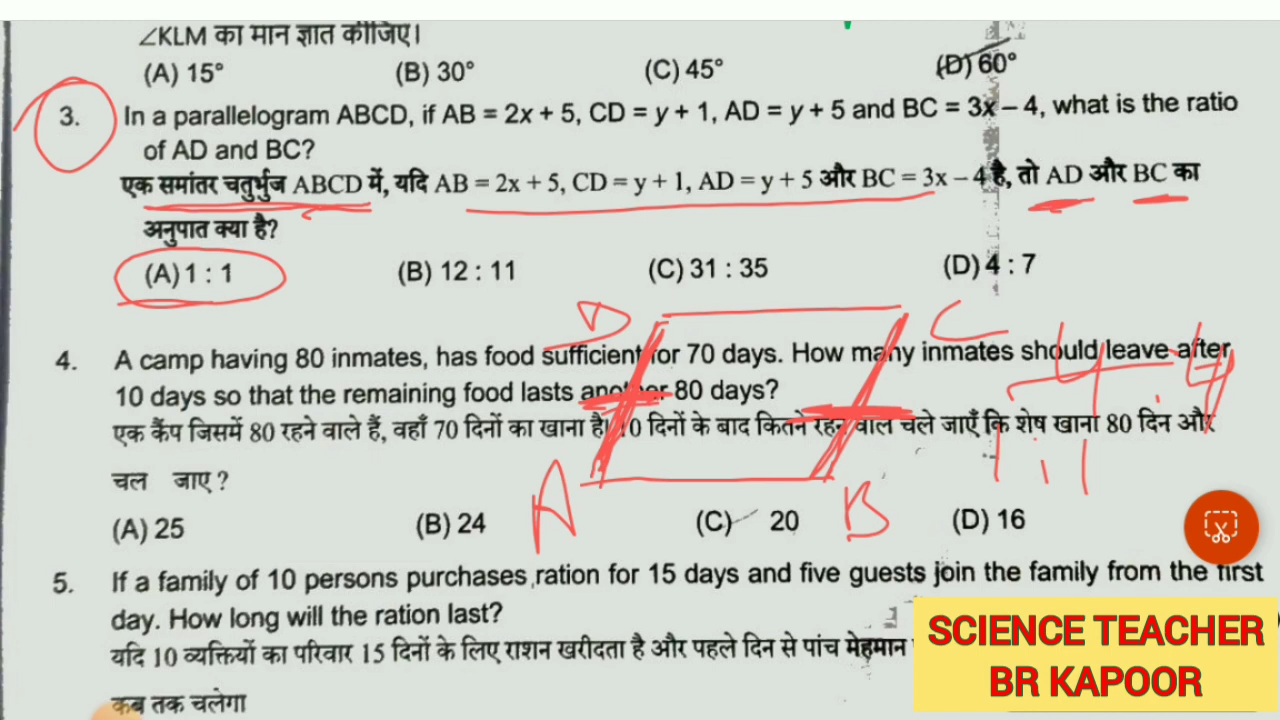 ∠KLM का मान ज्ञात कीजिए।
(A) 15° (B) 30° (C) 45° (D) 60°
3. In a parallelogram ABCD, if AB = 2x + 5, CD = y + 1, AD = y + 5 and BC = 3x – 4, what is the ratio
of AD and BC?
एक समांतर चतुर्भुज ABCD में, यदि AB = 2x + 5, CD = y + 1, AD = y + 5 और BC = 3x – 4 है, तो AD और BC का
अनुपात क्या है?
(A) 1 : 1 (B) 12 : 11 (C) 31 : 35 (D) 4 : 7
D C
4. A camp having 80 inmates, has food sufficient for 70 days. How many inmates should leave after
10 days so that the remaining food lasts another 80 days?
एक कैंप जिसमें 80 रहने वाले हैं, वहाँ 70 दिनों का खाना है। 10 दिनों के बाद कितने रहने वाले चले जाएँ कि शेष खाना 80 दिन और
1 : 1
चल जाए ?
A B
(A) 25 (B) 24 (C) 20 (D) 16
5. If a family of 10 persons purchases ration for 15 days and five guests join the family from the first
day. How long will the ration last?
यदि 10 व्यक्तियों का परिवार 15 दिनों के लिए राशन खरीदता है और पहले दिन से पांच मेहमान
कब तक चलेगा
SCIENCE TEACHER
BR KAPOOR